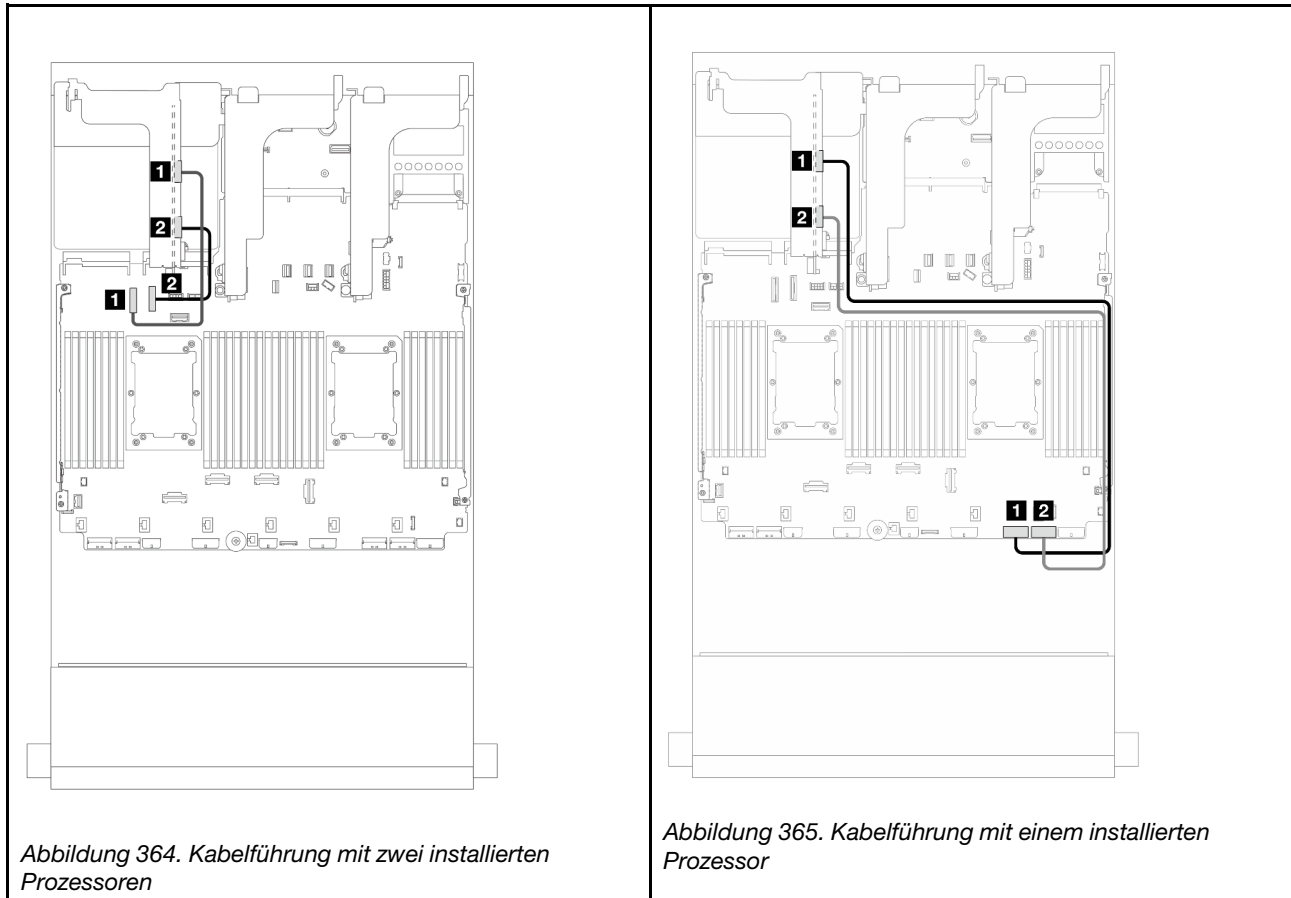 1
2
2
1
Abbildung 364. Kabelführung mit zwei installierten
Prozessoren
1
2
1 2
Abbildung 365. Kabelführung mit einem installierten
Prozessor